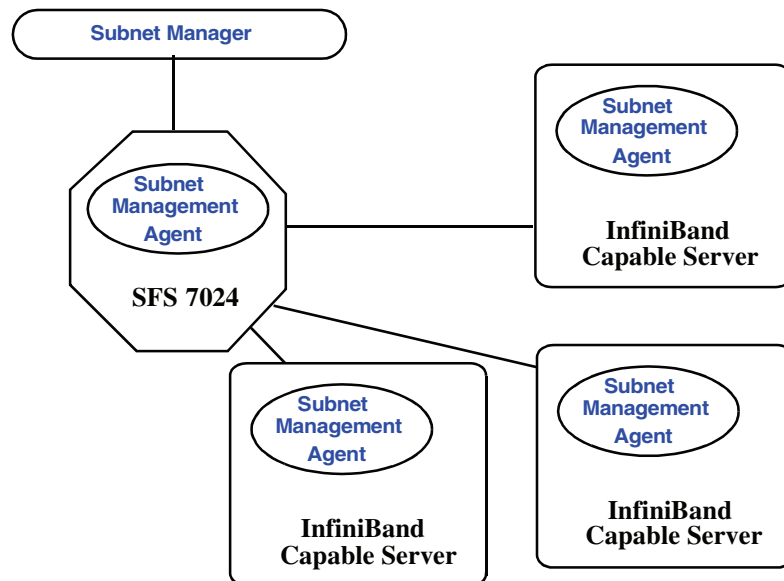 Subnet Manager
Subnet
Management
Agent
SFS 7024
Subnet
Management
Agent
InfiniBand
Capable Server
Subnet
Management
Agent
InfiniBand
Capable Server
Subnet
Management
Agent
InfiniBand
Capable Server